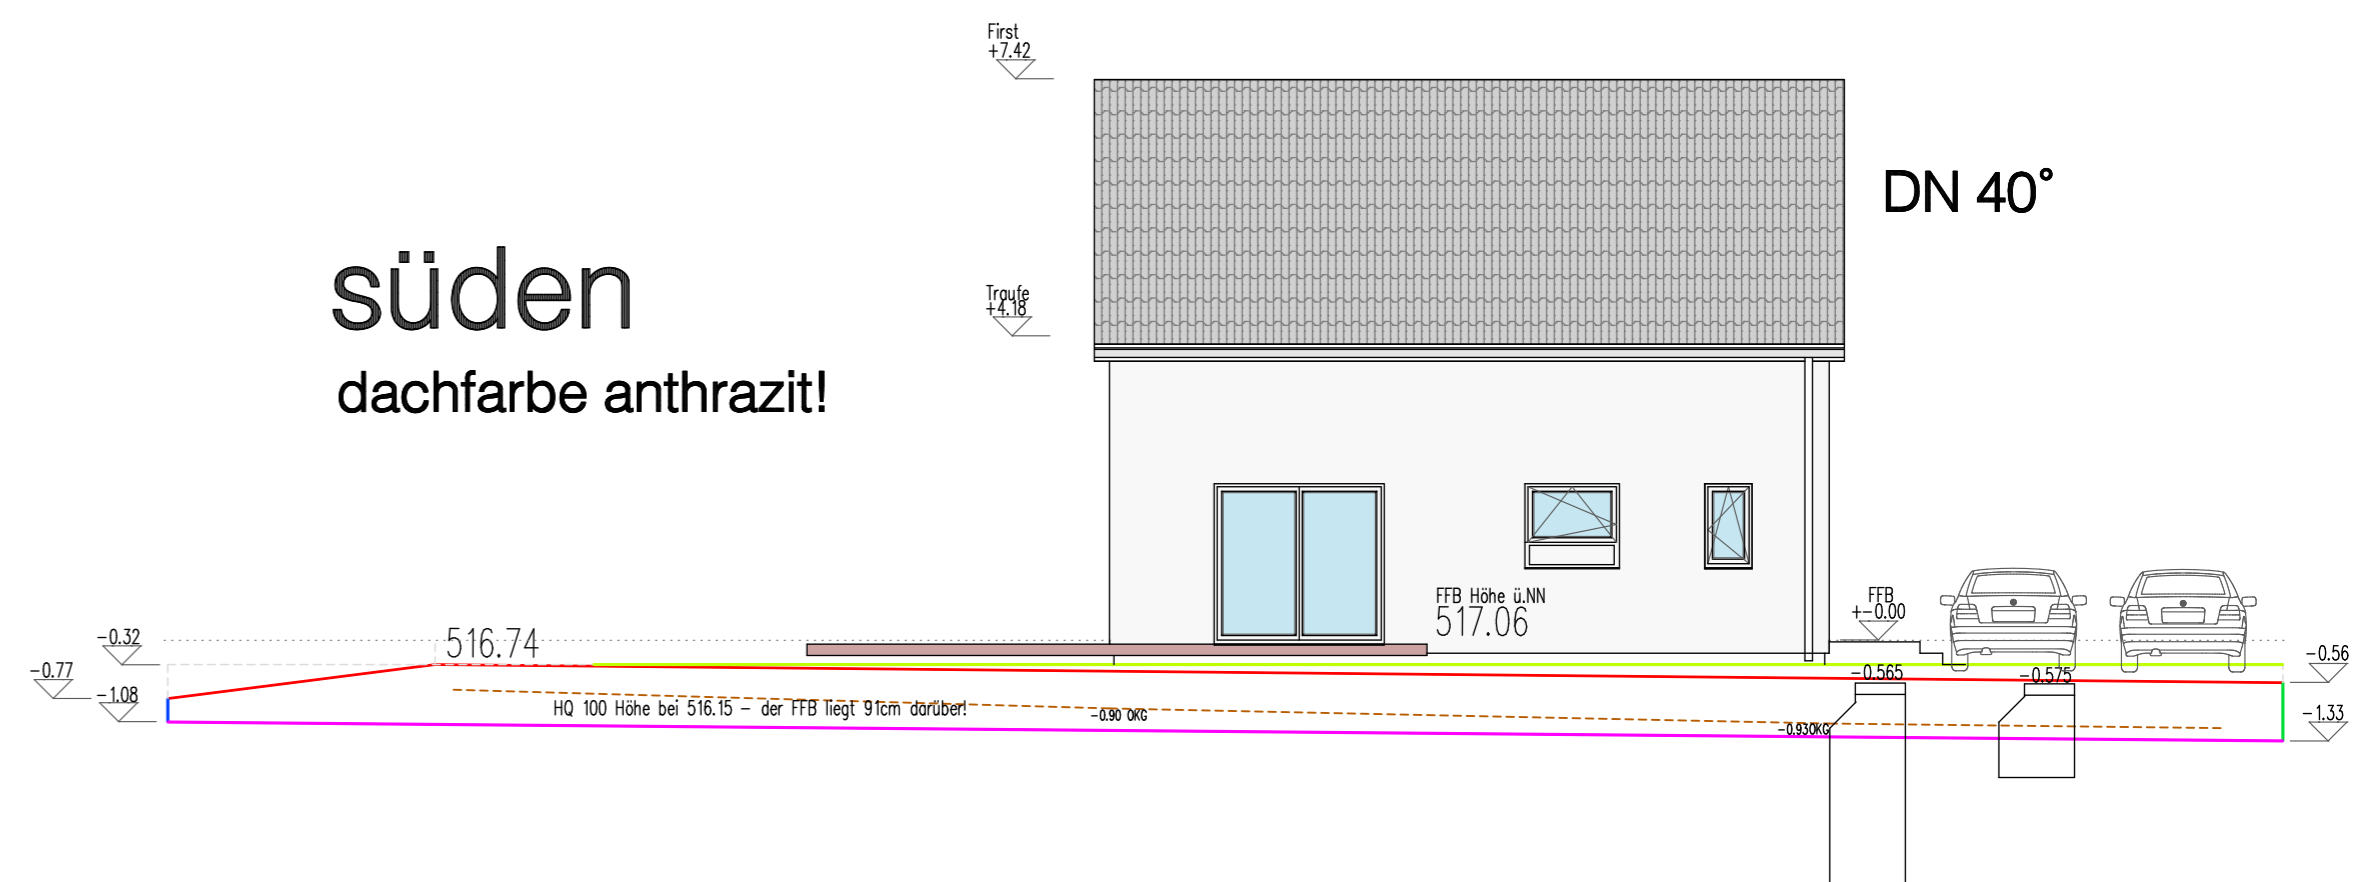 First
+7.42
DN 40°
süden
Traufe
+4.18
dachfarbe anthrazit!
FFB Höhe ü.NN
517.06
FFB
+-0.00
-0.32
516.74
-0.56
-0.77
-0.565
-0.575
-1.08
HQ 100 Höhe bei 516.15 – der FFB liegt 91cm darüber!
-0.90 OKG
-1.33
-0.93OKG